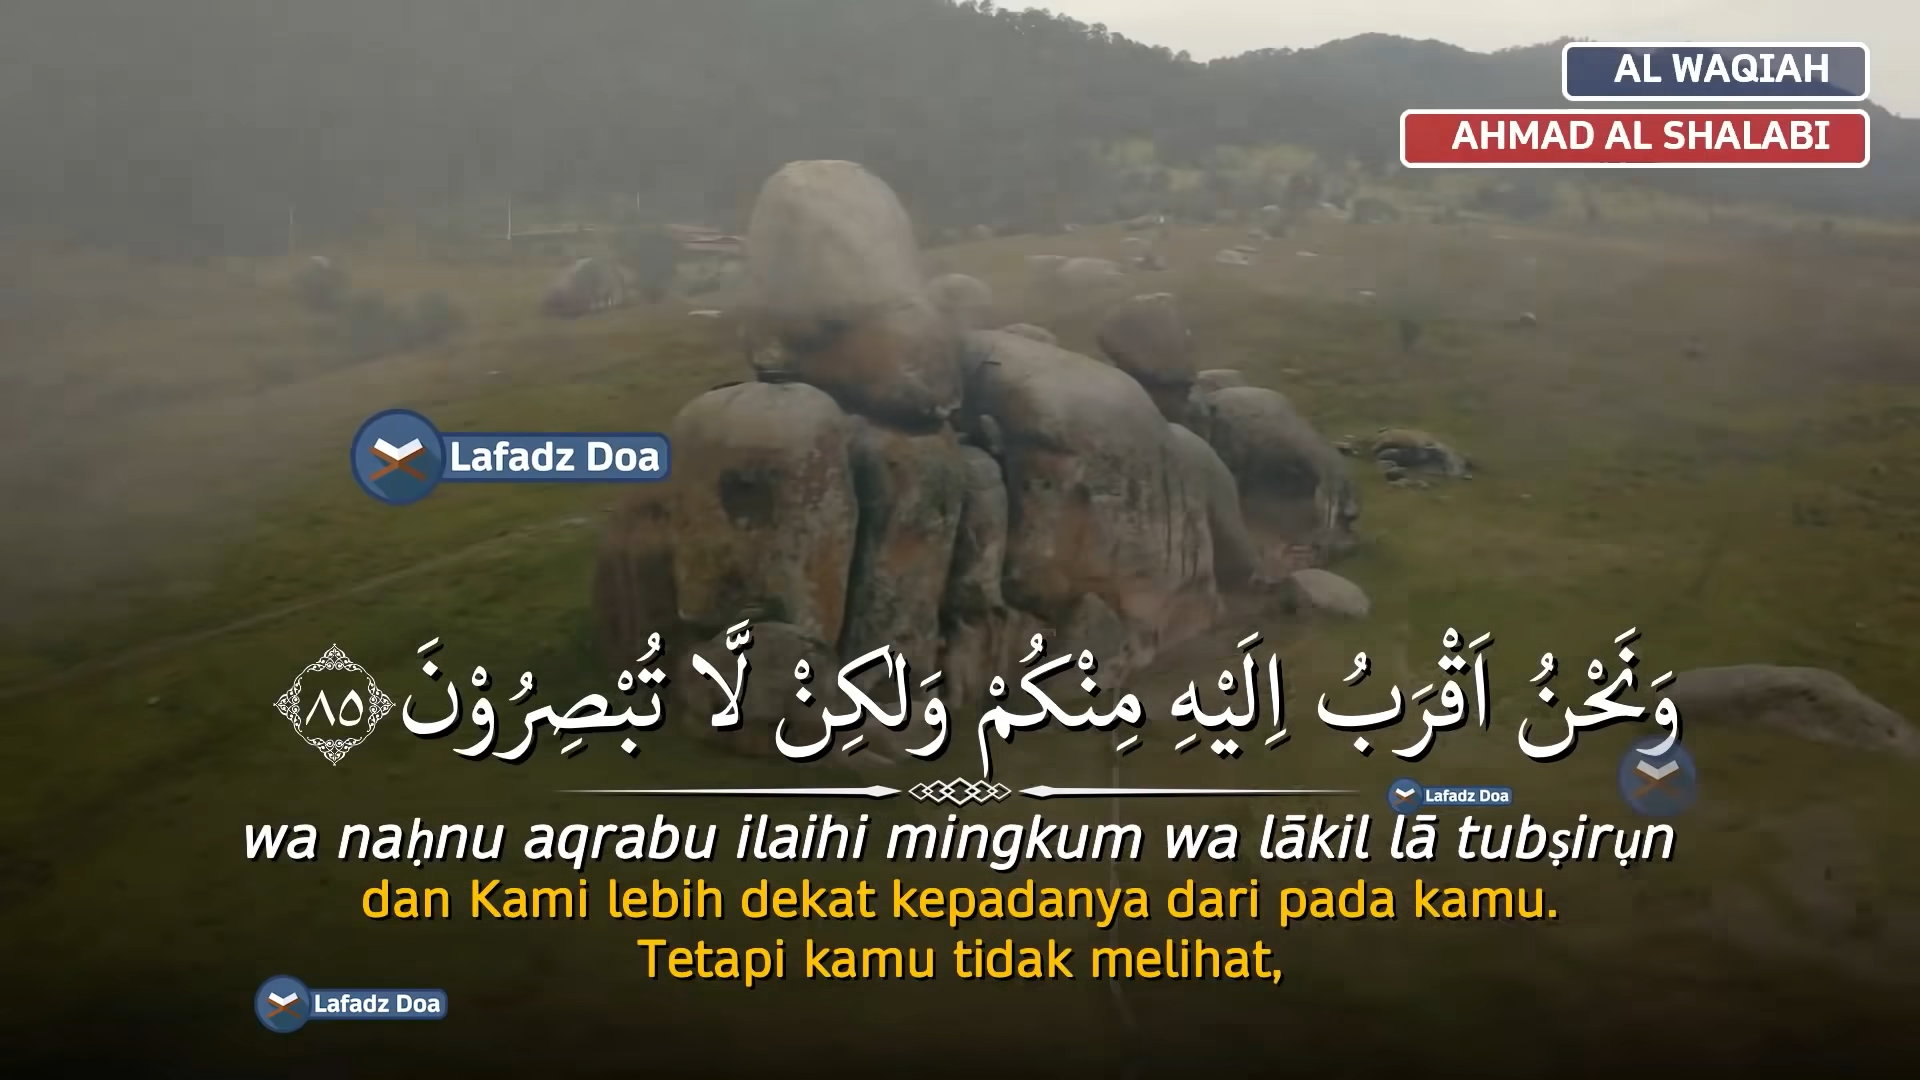 AL WAQIAH
AHMAD AL SHALABI
Lafadz Doa
وَنَحْنُ اَقْرَبُ اِلَيْهِ مِنْكُمْ وَلٰكِنْ لَّا تُبْصِرُوْنَ ٨٥
Lafadz Doa
wa naḥnu aqrabu ilaihi mingkum wa lākil lā tubṣirụn
dan Kami lebih dekat kepadanya dari pada kamu.
Tetapi kamu tidak melihat,
Lafadz Doa